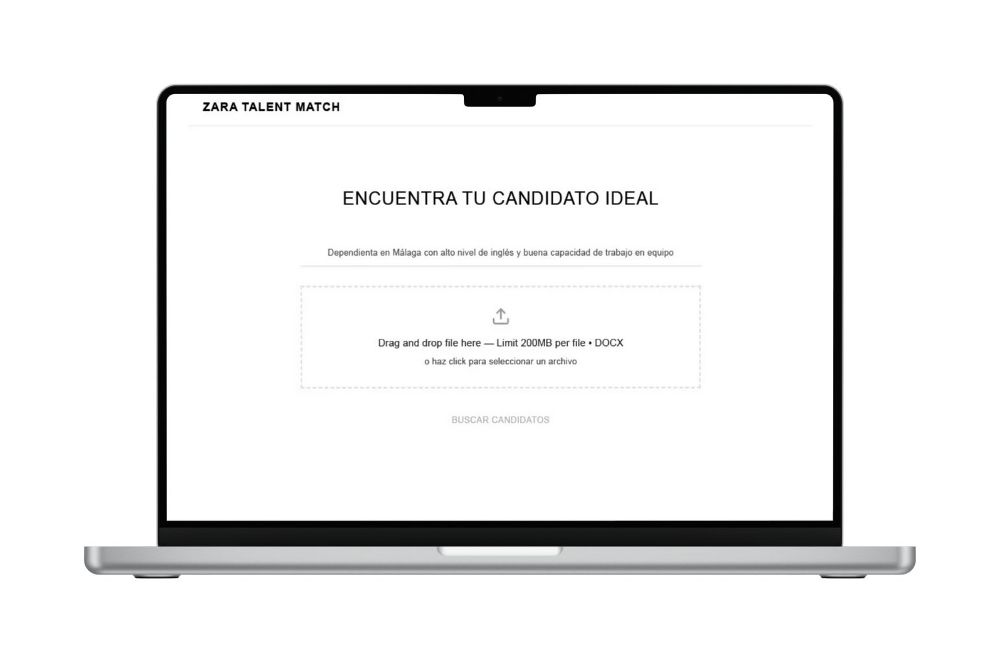 ZARA TALENT MATCH
ENCUENTRA TU CANDIDATO IDEAL
Dependienta en Málaga con alto nivel de inglés y buena capacidad de trabajo en equipo
Drag and drop file here — Limit 200MB per file • DOCX
o haz click para seleccionar un archivo
BUSCAR CANDIDATOS